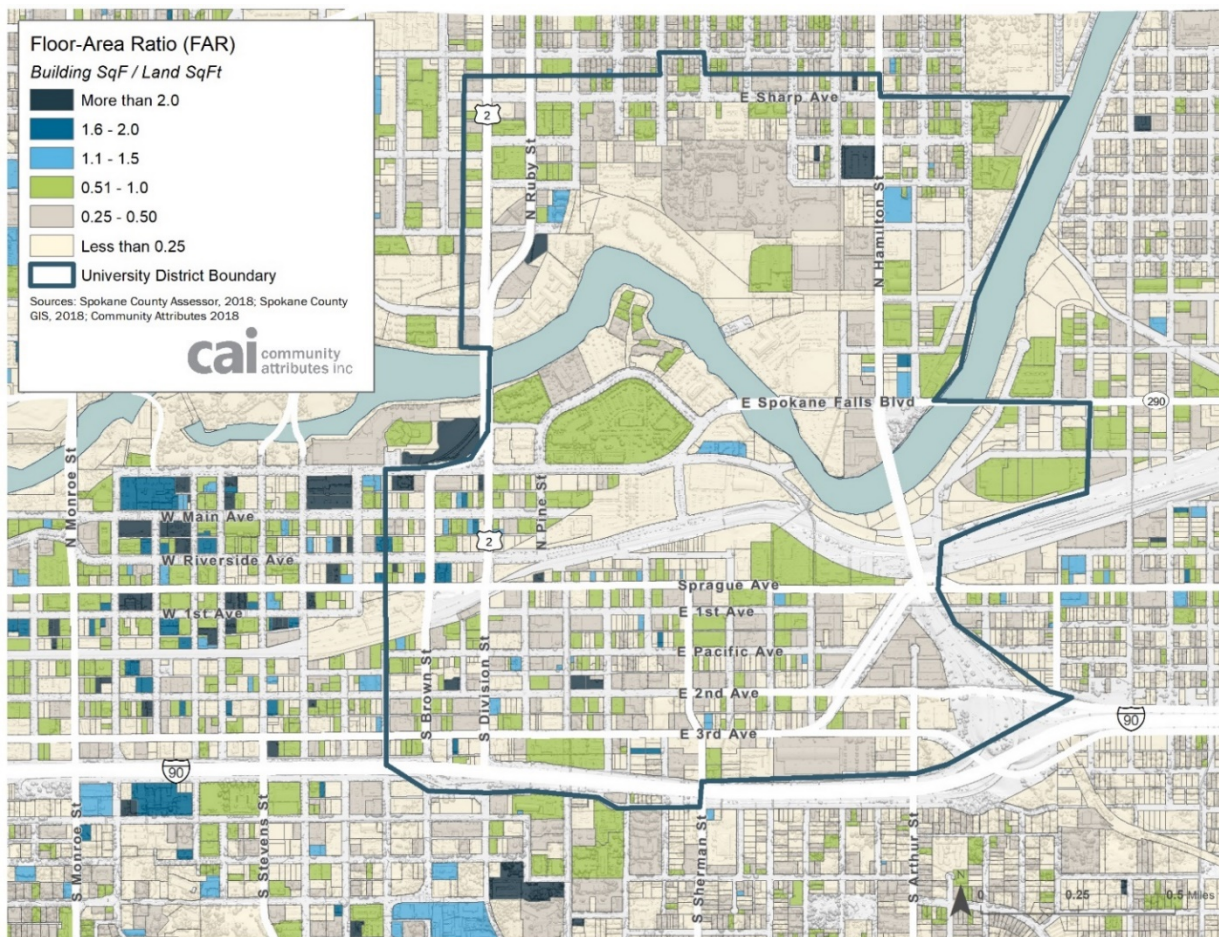 Floor-Area Ratio (FAR)
Building SqF / Land SqFt
More than 2.0
1.6 - 2.0
1.1 - 1.5
0.51 - 1.0
0.25 - 0.50
Less than 0.25
University District Boundary
Sources: Spokane County Assessor, 2018; Spokane County
GIS, 2018; Community Attributes 2018
cai community
attributes inc
E Sharp Ave
2
N Ruby St
N Hamilton St
E Spokane Falls Blvd
290
N Monroe St
W Main Ave
N Pine St
2
W Riverside Ave
Sprague Ave
W 1st Ave
E 1st Ave
E Pacific Ave
S Brown St
S Division St
E 2nd Ave
90
E 3rd Ave
90
S Monroe St
S Stevens St
S Sherman St
S Arthur St
N
0 0.25 0.5 Miles